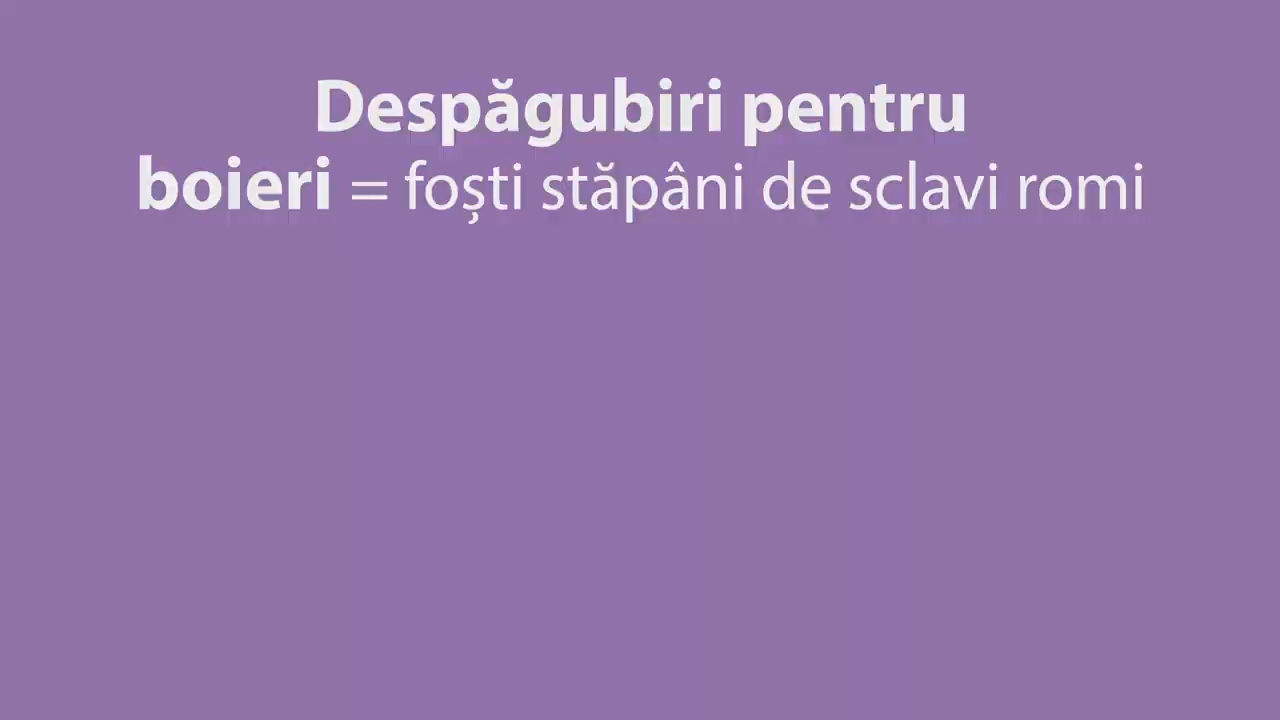 Despăgubiri pentru
boieri = foști stăpâni de sclavi romi